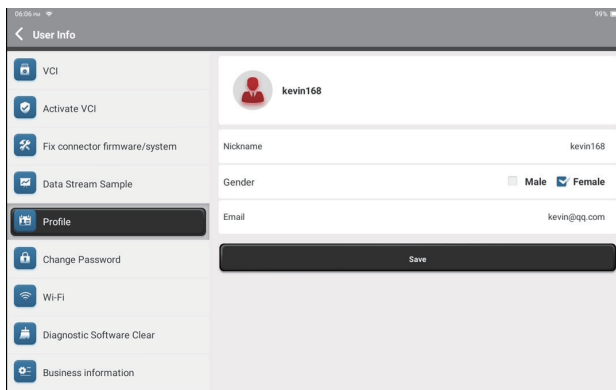 06:06 PM
99%
User Info
VCI
Activate VCI
Fix connector firmware/system
Data Stream Sample
Profile
Change Password
Wi-Fi
Diagnostic Software Clear
Business information
kevin168
Nickname kevin168
Gender Male Female
Email kevin@qq.com
Save